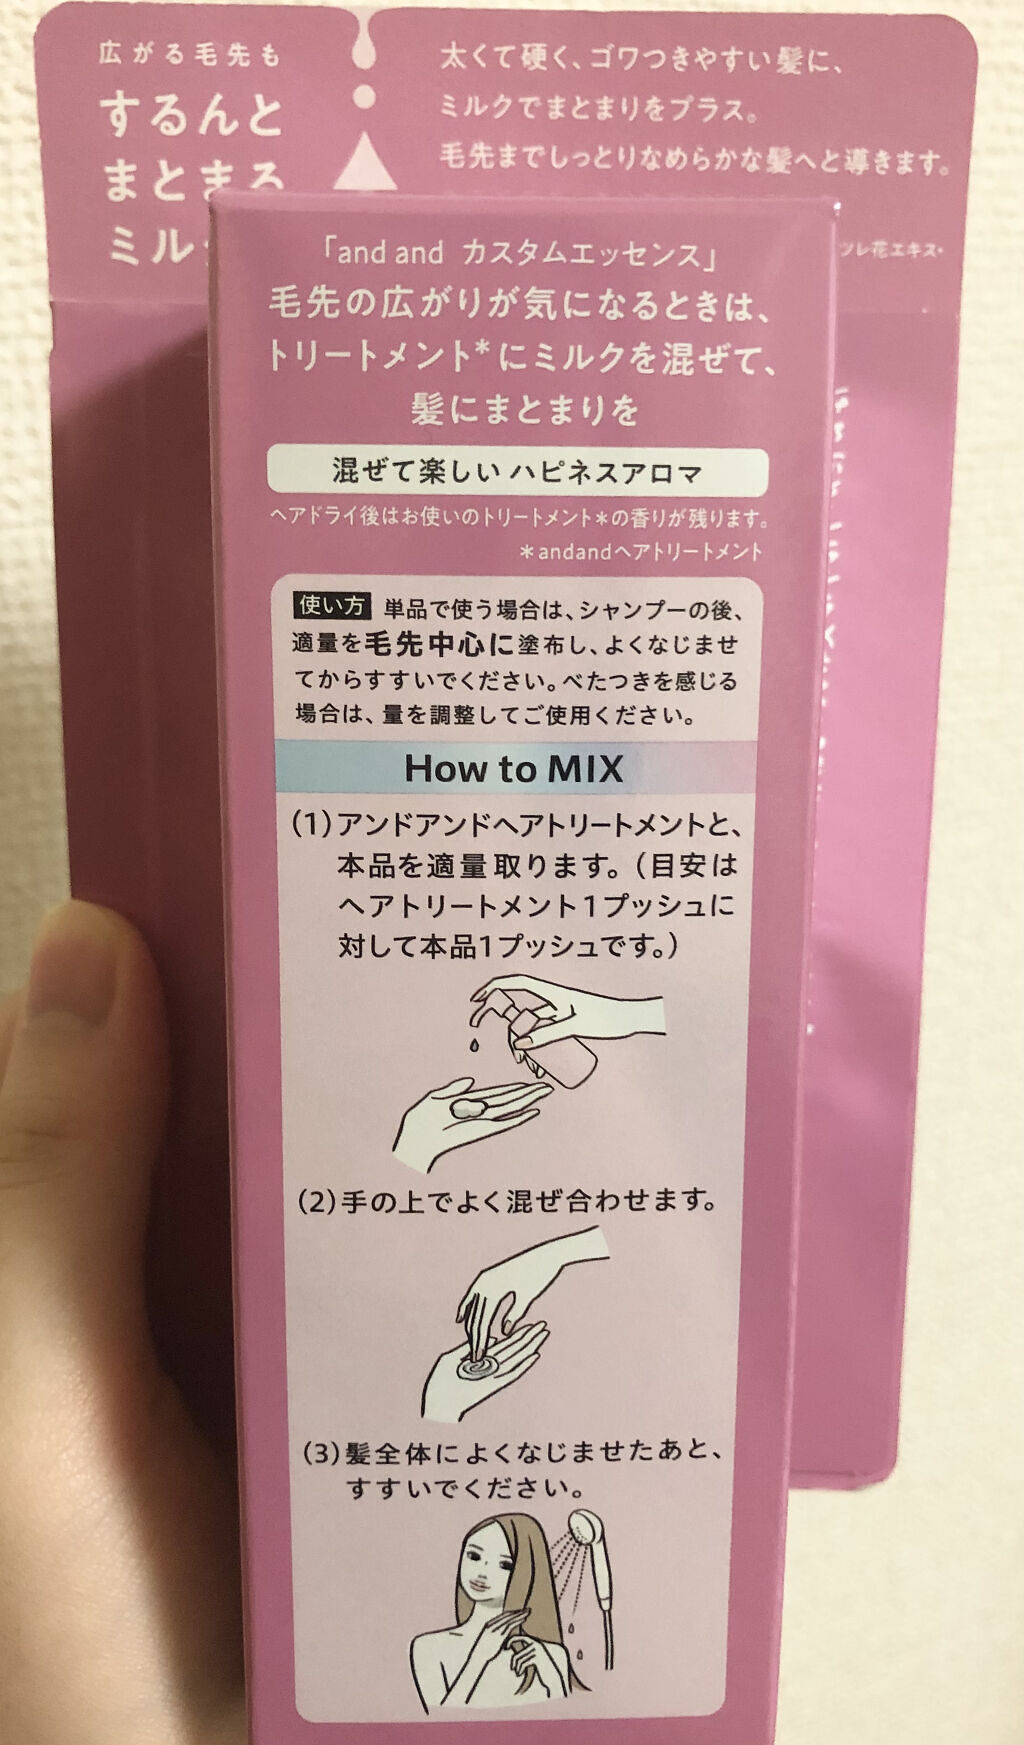 広がる毛先も
するんと
まとまる
ミル
太くて硬く、ゴワつきやすい髪に、
ミルクでまとまりをプラス。
毛先までしっとりなめらかな髪へと導きます。
ツレ花エキス・
「and and カスタムエッセンス」
毛先の広がりが気になるときは、
トリートメント*にミルクを混ぜて、
髪にまとまりを
混ぜて楽しい ハピネスアロマ
ヘアドライ後はお使いのトリートメント*の香りが残ります。
*andandヘアトリートメント
使い方 単品で使う場合は、シャンプーの後、
適量を毛先中心に塗布し、よくなじませ
てからすすいでください。べたつきを感じる
場合は、量を調整してご使用ください。
How to MIX
(1)アンドアンドヘアトリートメントと、
本品を適量取ります。(目安は
ヘアトリートメント1プッシュに
対して本品1プッシュです。)
(2)手の上でよく混ぜ合わせます。
(3)髪全体によくなじませたあと、
すすいでください。